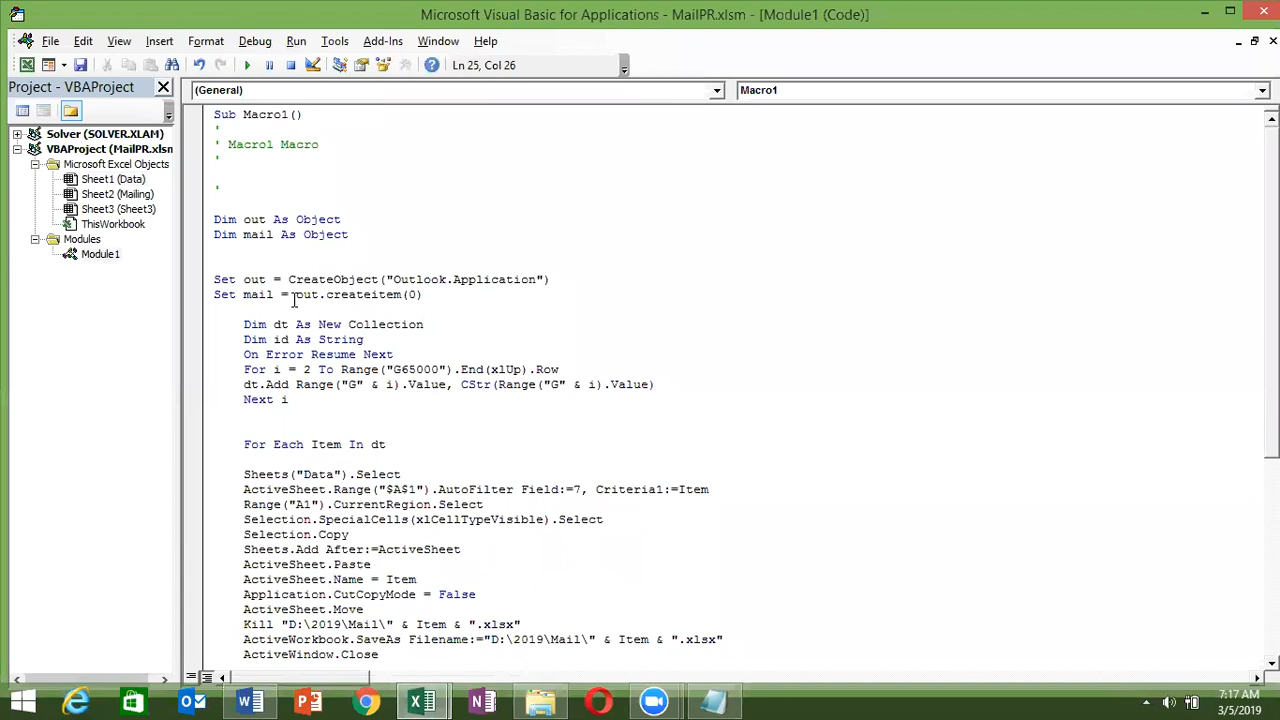 Microsoft Visual Basic for Applications - MailPR.xlsm - [Module1 (Code)]
File Edit View Insert Format Debug Run Tools Add-Ins Window Help
Ln 25, Col 26
Project - VBAProject
(General)
Macro1
Solver (SOLVER.XLAM)
VBAProject (MailPR.xlsn
Microsoft Excel Objects
Sheet1 (Data)
Sheet2 (Mailing)
Sheet3 (Sheet3)
ThisWorkbook
Modules
Module1
Sub Macro1()
'
' Macro1 Macro
'
'
Dim out As Object
Dim mail As Object
Set out = CreateObject("Outlook.Application")
Set mail = out.createitem(0)
Dim dt As New Collection
Dim id As String
On Error Resume Next
For i = 2 To Range("G65000").End(xlUp).Row
dt.Add Range("G" & i).Value, CStr(Range("G" & i).Value)
Next i
For Each Item In dt
Sheets("Data").Select
ActiveSheet.Range("$A$1").AutoFilter Field:=7, Criteria1:=Item
Range("A1").CurrentRegion.Select
Selection.SpecialCells(xlCellTypeVisible).Select
Selection.Copy
Sheets.Add After:=ActiveSheet
ActiveSheet.Paste
ActiveSheet.Name = Item
Application.CutCopyMode = False
ActiveSheet.Move
Kill "D:\2019\Mail\" & Item & ".xlsx"
ActiveWorkbook.SaveAs Filename:="D:\2019\Mail\" & Item & ".xlsx"
ActiveWindow.Close
7:17 AM
3/5/2019